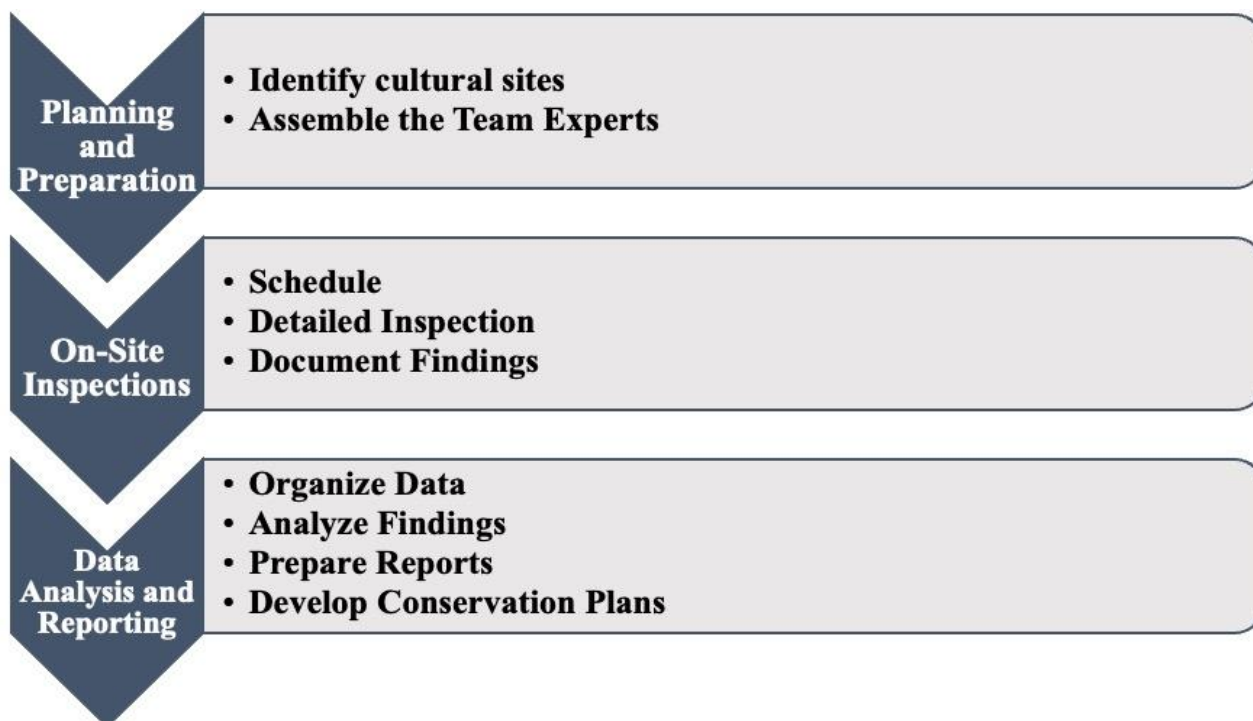 Planning
and
Preparation
• Identify cultural sites
• Assemble the Team Experts
On-Site
Inspections
• Schedule
• Detailed Inspection
• Document Findings
Data
Analysis and
Reporting
• Organize Data
• Analyze Findings
• Prepare Reports
• Develop Conservation Plans